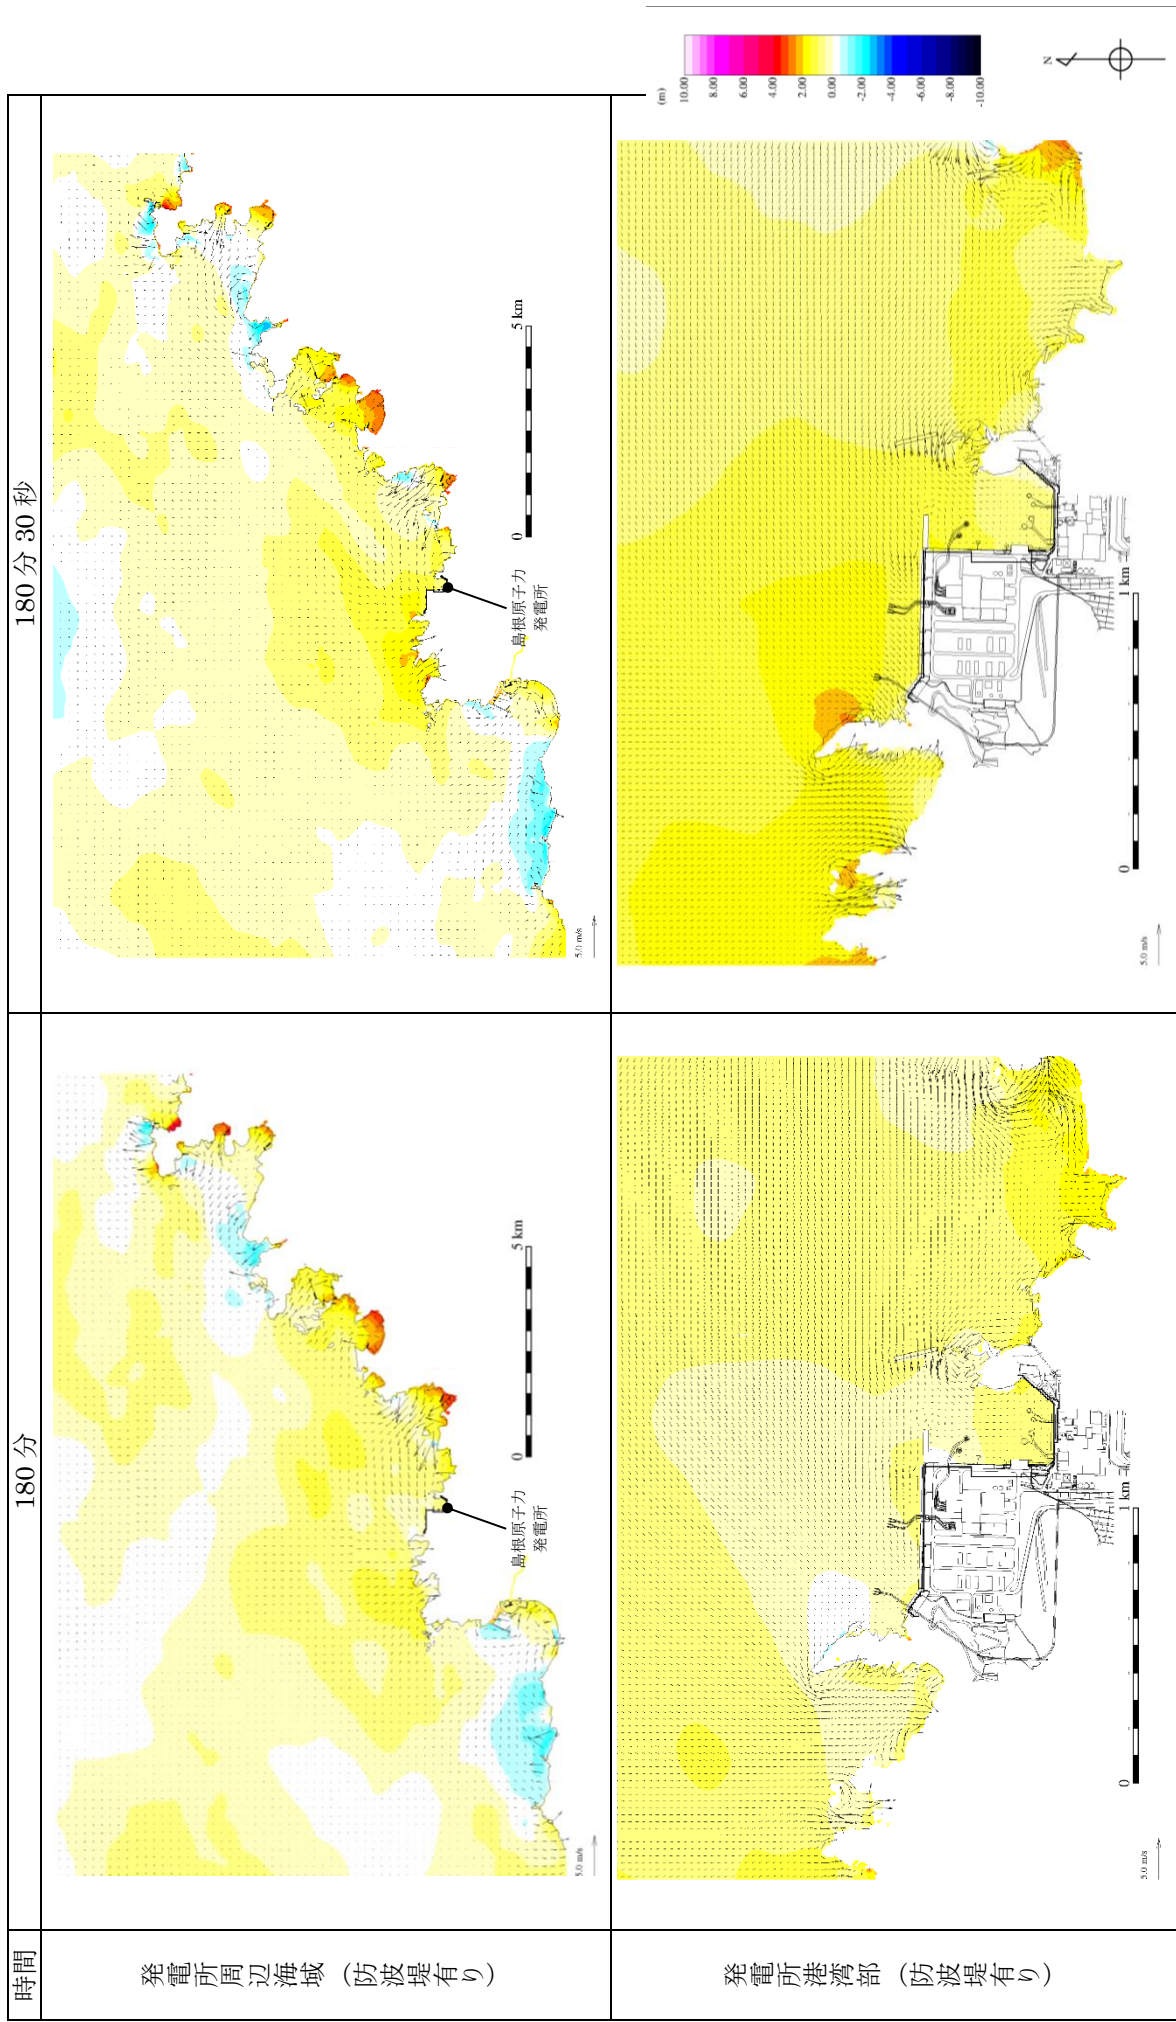 時間
180分
180分30秒
発電所周辺海域（防波堤有り）
島根原子力
発電所
0
5 km
5.0 m/s
島根原子力
発電所
0
5 km
5.0 m/s
発電所港湾部（防波堤有り）
0
1 km
5.0 m/s
0
1 km
5.0 m/s
(m)
10.00
8.00
6.00
4.00
2.00
0.00
-2.00
-4.00
-6.00
-8.00
-10.00
N